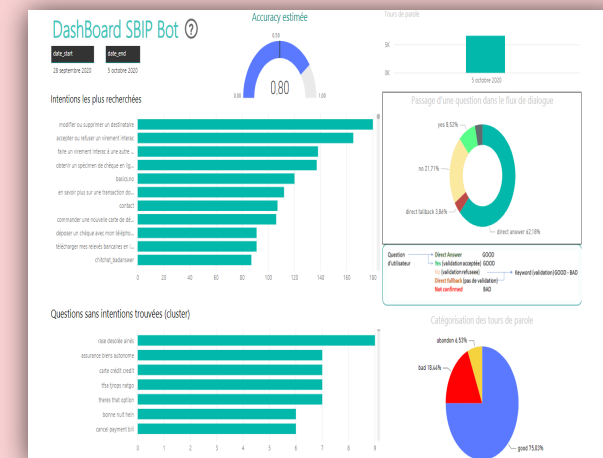 DashBoard SBIP Bot ?
date_start
date_end
28 septembre 2020
5 octobre 2020
Accuracy estimée
0.50
0.00
0.80
1.00
Tours de parole
5K
0K
5 octobre 2020
Intentions les plus recherchées
modifier ou supprimer un destinataire
accepter ou refuser un virement interac
faire un virement interac à une autre ...
obtenir un spécimen de chèque en lig...
basics.no
en savoir plus sur une transaction do...
contact
commander une nouvelle carte de dé...
déposer un chèque avec mon télépho...
télécharger mes relevés bancaires en l...
chitchat_badanswer
0 20 40 60 80 100 120 140 160 180
Passage d'une question dans le flux de dialogue
yes 8,52%
no 21,71%
direct fallback 3,86%
direct answer 62,18%
Question d'utilisateur
Direct Answer GOOD
Yes (validation acceptée) GOOD
No (validation refusée) Keyword (validation) GOOD - BAD
Direct fallback (pas de validation)
Not confirmed BAD
Questions sans intentions trouvées (cluster)
rose desolée ainés
assurance biens autonome
carte crédit credit
tfsa tjrops natgo
theres that option
bonne nuit hein
cancel payment bill
0 1 2 3 4 5 6 7 8 9
Catégorisation des tours de parole
abandon 6,53%
bad 18,44%
good 75,03%